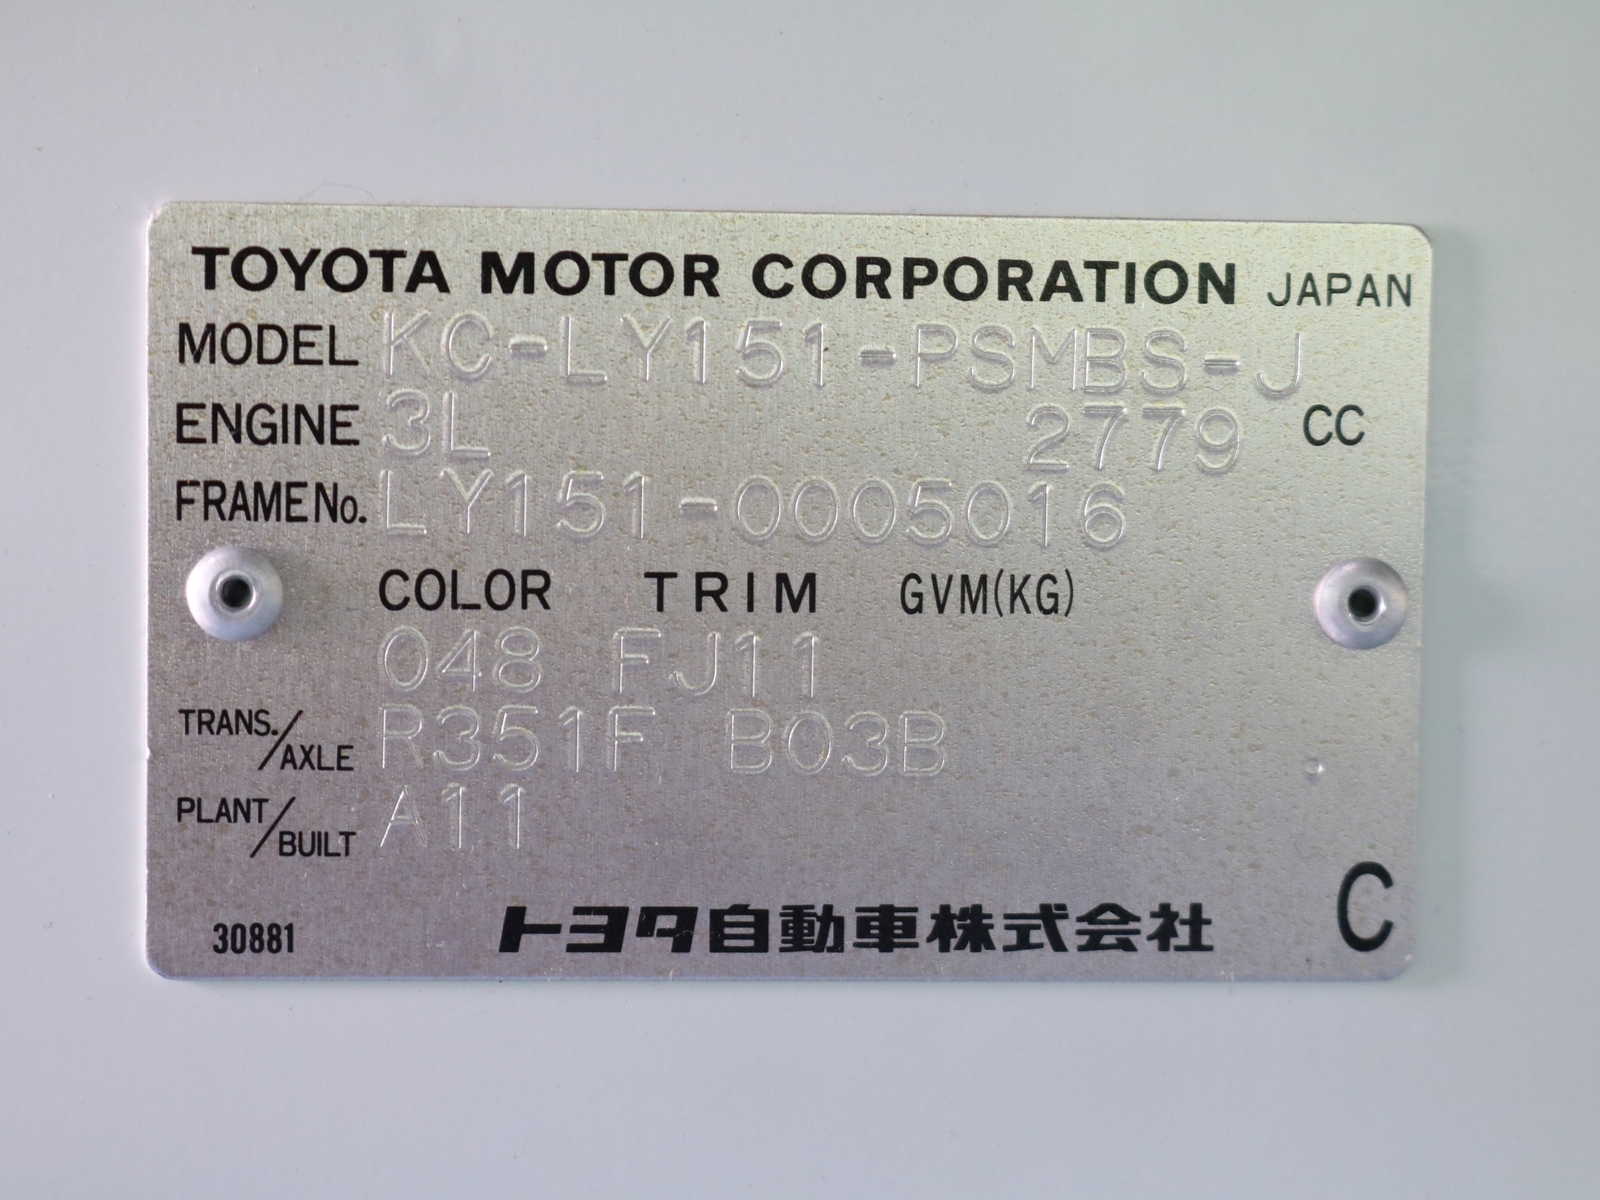 TOYOTA MOTOR CORPORATION JAPAN
MODEL KC-LY151-PSMBS-J
ENGINE 3L 2779 CC
FRAME No. LY151-0005016
COLOR TRIM GVM(KG)
048 FJ11
TRANS./AXLE R351F B03B
PLANT/BUILT A11
30881 トヨタ自動車株式会社 C